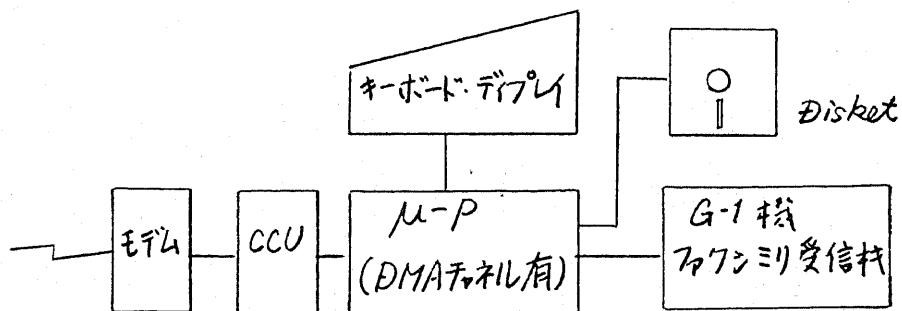 キーボード・ディプレイ
Disket
モデム
CCU
μ-P
(DMAチャネル有)
G-1機
ファクシミリ受信機